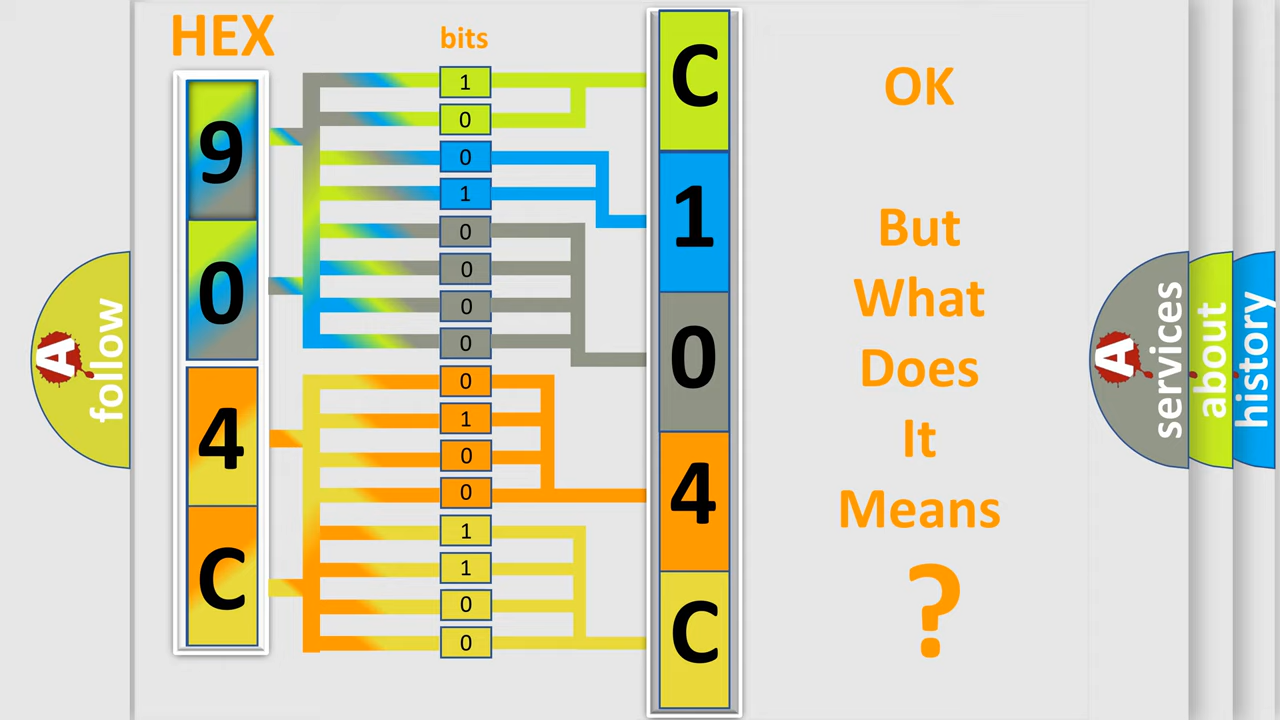 HEX
bits
9
0
4
C
1
0
0
1
0
0
0
0
0
1
0
0
1
1
0
0
C
1
0
4
C
OK
But
What
Does
It
Means
?
A
follow
A
services
about
history